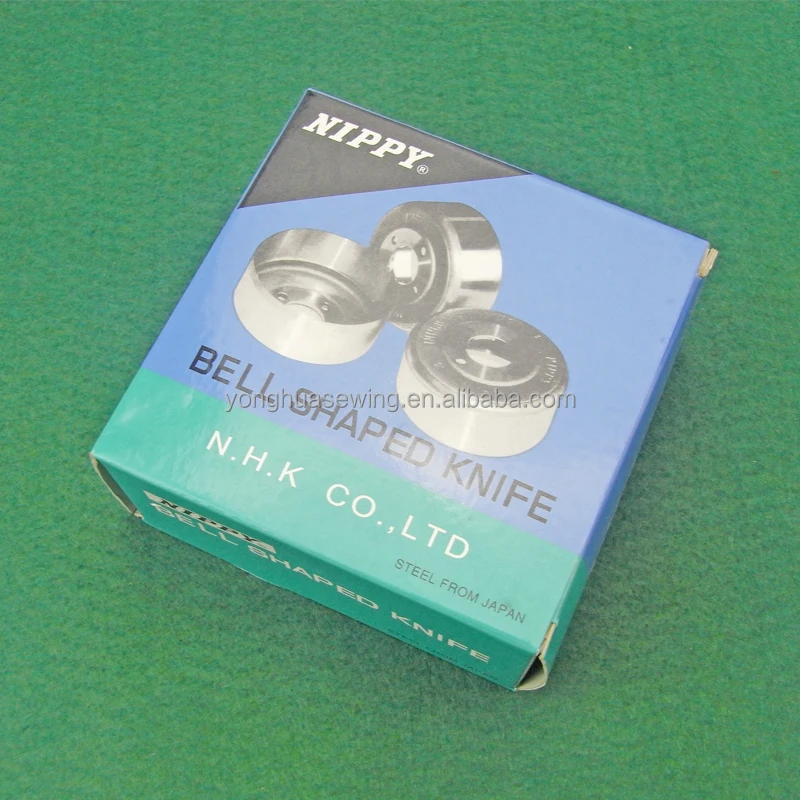 NIPPY®
BELL SHAPED KNIFE
yonghuasewing.en.alibaba.com
N.H.K CO.,LTD
STEEL FROM JAPAN
NIPPY
BELL SHAPED KNIFE